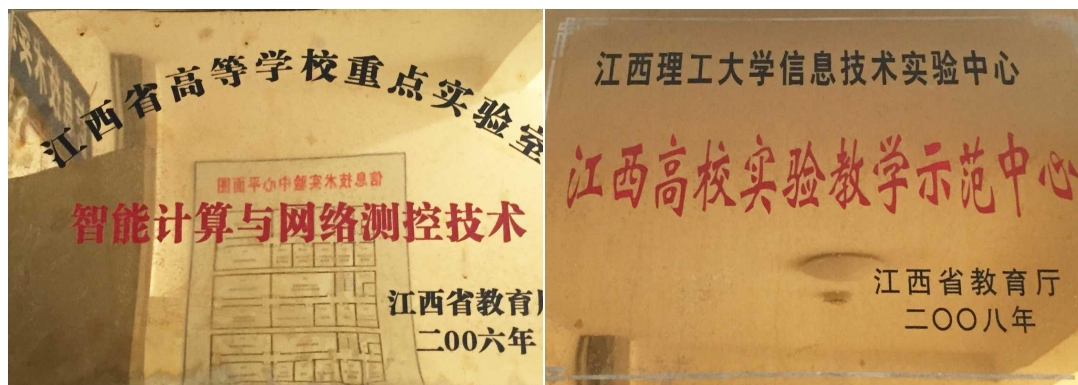 江西省高等学校重点实验室
信息技术实验中心平面图
智能计算与网络测控技术
江西省教育厅
二00六年
江西理工大学信息技术实验中心
江西高校实验教学示范中心
江西省教育厅
二〇〇八年